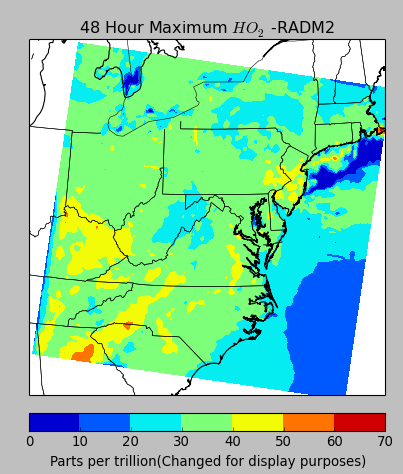 48 Hour Maximum HO₂ -RADM2
0 10 20 30 40 50 60 70
Parts per trillion(Changed for display purposes)